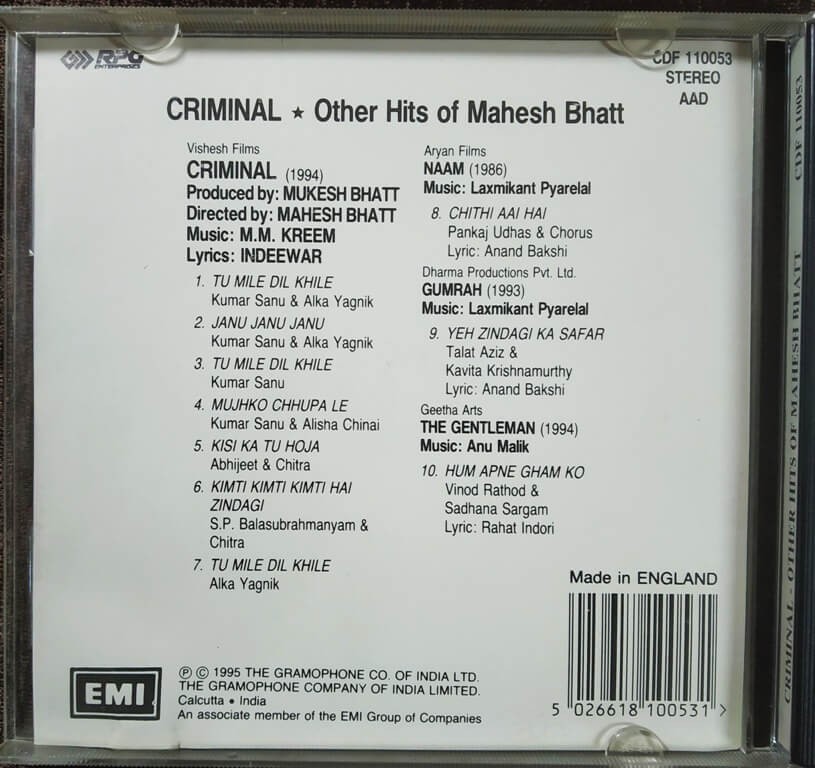 RPG
ENTERPRISES
CDF 110053
STEREO
AAD
CRIMINAL ★ Other Hits of Mahesh Bhatt
Vishesh Films
CRIMINAL (1994)
Produced by: MUKESH BHATT
Directed by: MAHESH BHATT
Music: M.M. KREEM
Lyrics: INDEEWAR
1. TU MILE DIL KHILE
Kumar Sanu & Alka Yagnik
2. JANU JANU JANU
Kumar Sanu & Alka Yagnik
3. TU MILE DIL KHILE
Kumar Sanu
4. MUJHKO CHHUPA LE
Kumar Sanu & Alisha Chinai
5. KISI KA TU HOJA
Abhijeet & Chitra
6. KIMTI KIMTI KIMTI HAI
ZINDAGI
S.P. Balasubrahmanyam &
Chitra
7. TU MILE DIL KHILE
Alka Yagnik
Aryan Films
NAAM (1986)
Music: Laxmikant Pyarelal
8. CHITHI AAI HAI
Pankaj Udhas & Chorus
Lyric: Anand Bakshi
Dharma Productions Pvt. Ltd.
GUMRAH (1993)
Music: Laxmikant Pyarelal
9. YEH ZINDAGI KA SAFAR
Talat Aziz &
Kavita Krishnamurthy
Lyric: Anand Bakshi
Geetha Arts
THE GENTLEMAN (1994)
Music: Anu Malik
10. HUM APNE GHAM KO
Vinod Rathod &
Sadhana Sargam
Lyric: Rahat Indori
Made in ENGLAND
5 026618 100531 >
EMI
Ⓟ Ⓒ 1995 THE GRAMOPHONE CO. OF INDIA LTD.
THE GRAMOPHONE COMPANY OF INDIA LIMITED.
Calcutta • India
An associate member of the EMI Group of Companies
CRIMINAL - OTHER HITS OF MAHESH BHATT CDF 110053